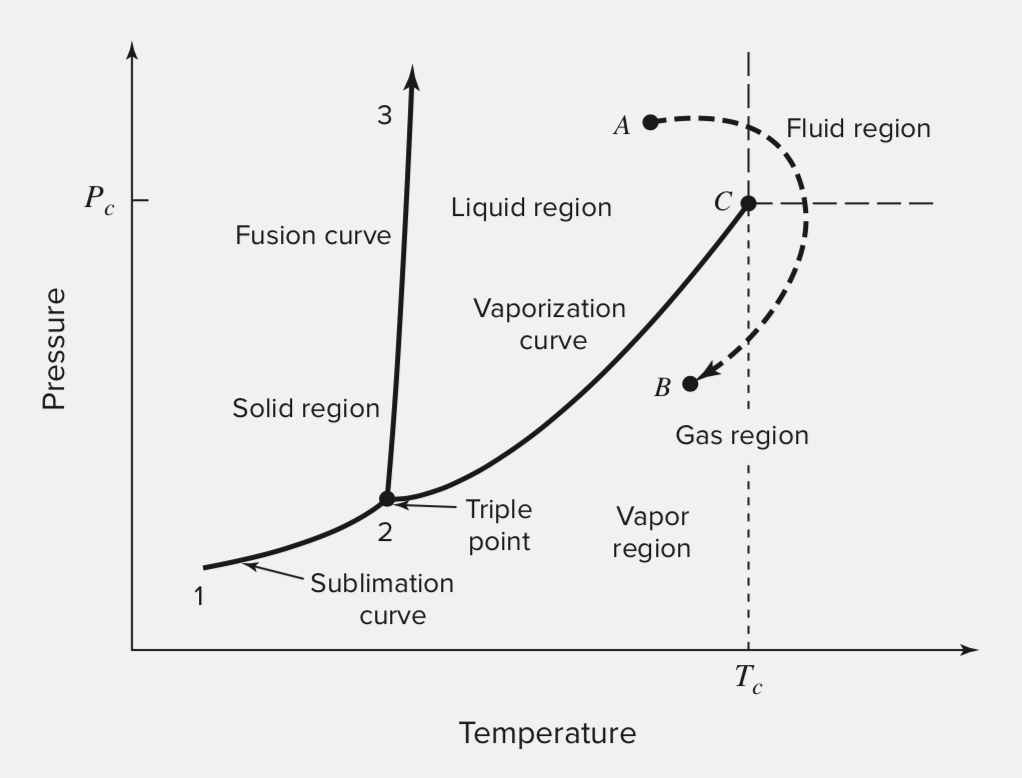 3
A
Fluid region
P_c
C
Liquid region
Fusion curve
Vaporization
curve
Pressure
B
Solid region
Gas region
Triple
point
2
Vapor
region
Sublimation
curve
1
T_c
Temperature